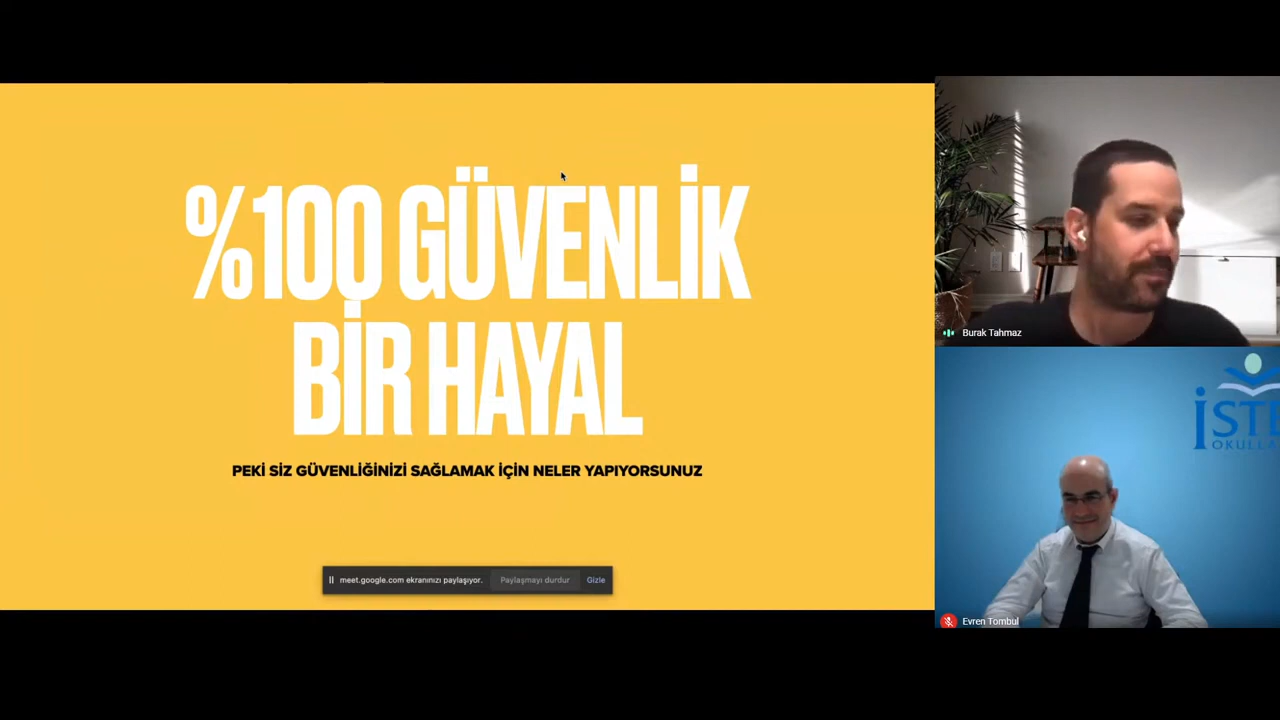 %100 GÜVENLİK
BİR HAYAL
PEKİ SİZ GÜVENLİĞİNİZİ SAĞLAMAK İÇİN NELER YAPIYORSUNUZ
meet.google.com ekranınızı paylaşıyor. Paylaşmayı durdur Gizle
Burak Tahmaz
Evren Tombul